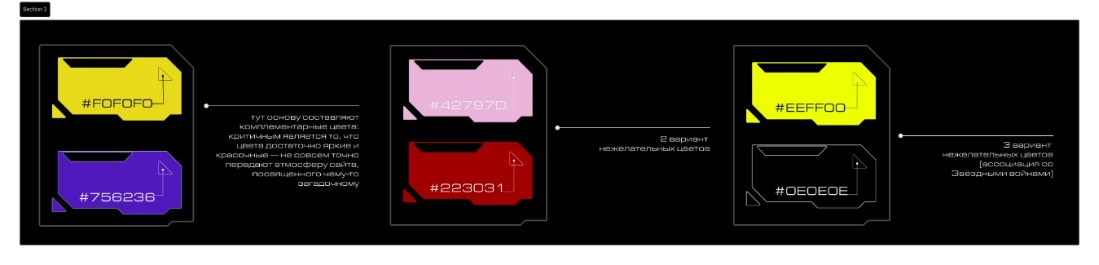 Section 2
#F0F0F0
#756236
тут основу составляют
комплементарные цвета:
критичным является то, что
цвета достаточно яркие и
красочные — не совсем точно
передают атмосферу сайта,
посвященного чему-то
загадочному
#42797D
#223031
2 вариант
нежелательных цветов
#EEFF00
#0E0E0E
3 вариант
нежелательных цветов
[ассоциация со
Звёздными войнами]